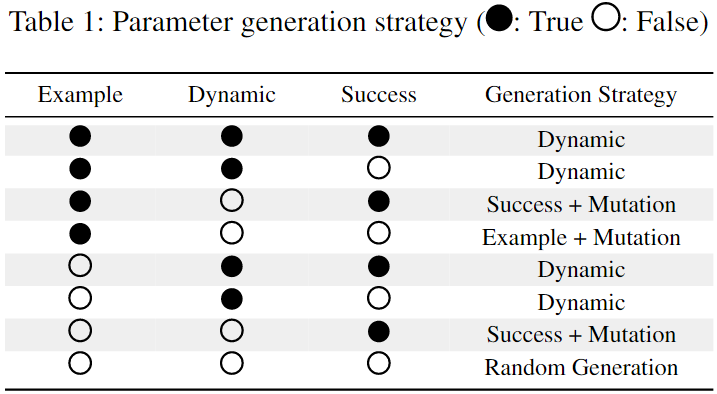 Table 1: Parameter generation strategy (●: True ○: False)
Example Dynamic Success Generation Strategy
● ● ● Dynamic
● ● ○ Dynamic
● ○ ● Success + Mutation
● ○ ○ Example + Mutation
○ ● ● Dynamic
○ ● ○ Dynamic
○ ○ ● Success + Mutation
○ ○ ○ Random Generation